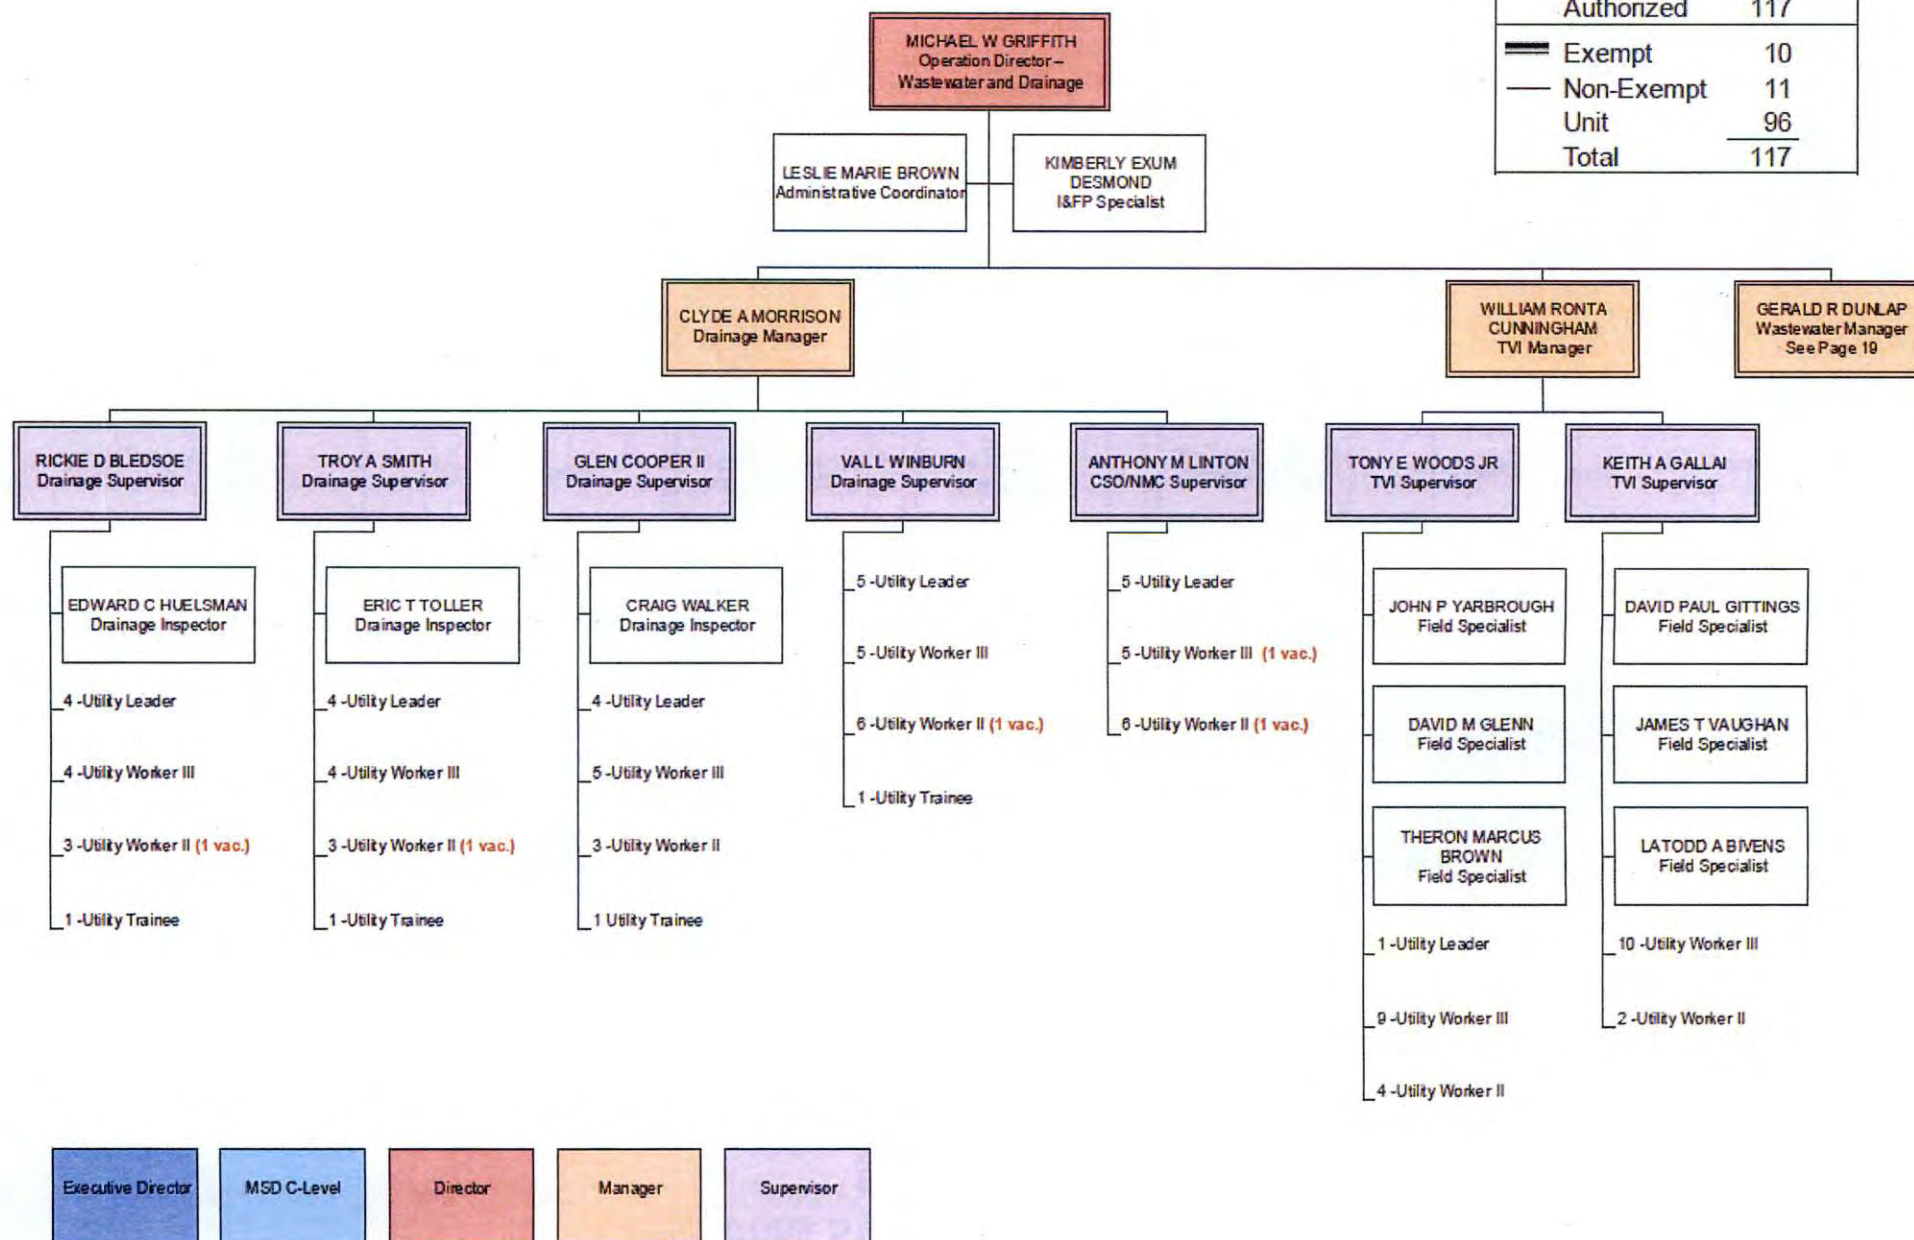 Authorized 117
Exempt 10
Non-Exempt 11
Unit 96
Total 117
MICHAEL W GRIFFITH
Operation Director –
Wastewater and Drainage
LESLIE MARIE BROWN
Administrative Coordinator
KIMBERLY EXUM
DESMOND
I&FP Specialist
CLYDE A MORRISON
Drainage Manager
WILLIAM RONTA
CUNNINGHAM
TVI Manager
GERALD R DUNLAP
Wastewater Manager
See Page 19
RICKIE D BLEDSOE
Drainage Supervisor
TROY A SMITH
Drainage Supervisor
GLEN COOPER II
Drainage Supervisor
VAL L WINBURN
Drainage Supervisor
ANTHONY M LINTON
CSO/NMC Supervisor
TONY E WOODS JR
TVI Supervisor
KEITH A GALLAI
TVI Supervisor
EDWARD C HUELSMAN
Drainage Inspector
4 -Utility Leader
4 -Utility Worker III
3 -Utility Worker II (1 vac.)
1 -Utility Trainee
ERIC T TOLLER
Drainage Inspector
4 -Utility Leader
4 -Utility Worker III
3 -Utility Worker II (1 vac.)
1 -Utility Trainee
CRAIG WALKER
Drainage Inspector
4 -Utility Leader
5 -Utility Worker III
3 -Utility Worker II
1 Utility Trainee
5 -Utility Leader
5 -Utility Worker III
6 -Utility Worker II (1 vac.)
1 -Utility Trainee
5 -Utility Leader
5 -Utility Worker III (1 vac.)
6 -Utility Worker II (1 vac.)
JOHN P YARBROUGH
Field Specialist
DAVID M GLENN
Field Specialist
THERON MARCUS
BROWN
Field Specialist
1 -Utility Leader
9 -Utility Worker III
4 -Utility Worker II
DAVID PAUL GITTINGS
Field Specialist
JAMES T VAUGHAN
Field Specialist
LATODD A BIVENS
Field Specialist
10 -Utility Worker III
2 -Utility Worker II
Executive Director
MSD C-Level
Director
Manager
Supervisor